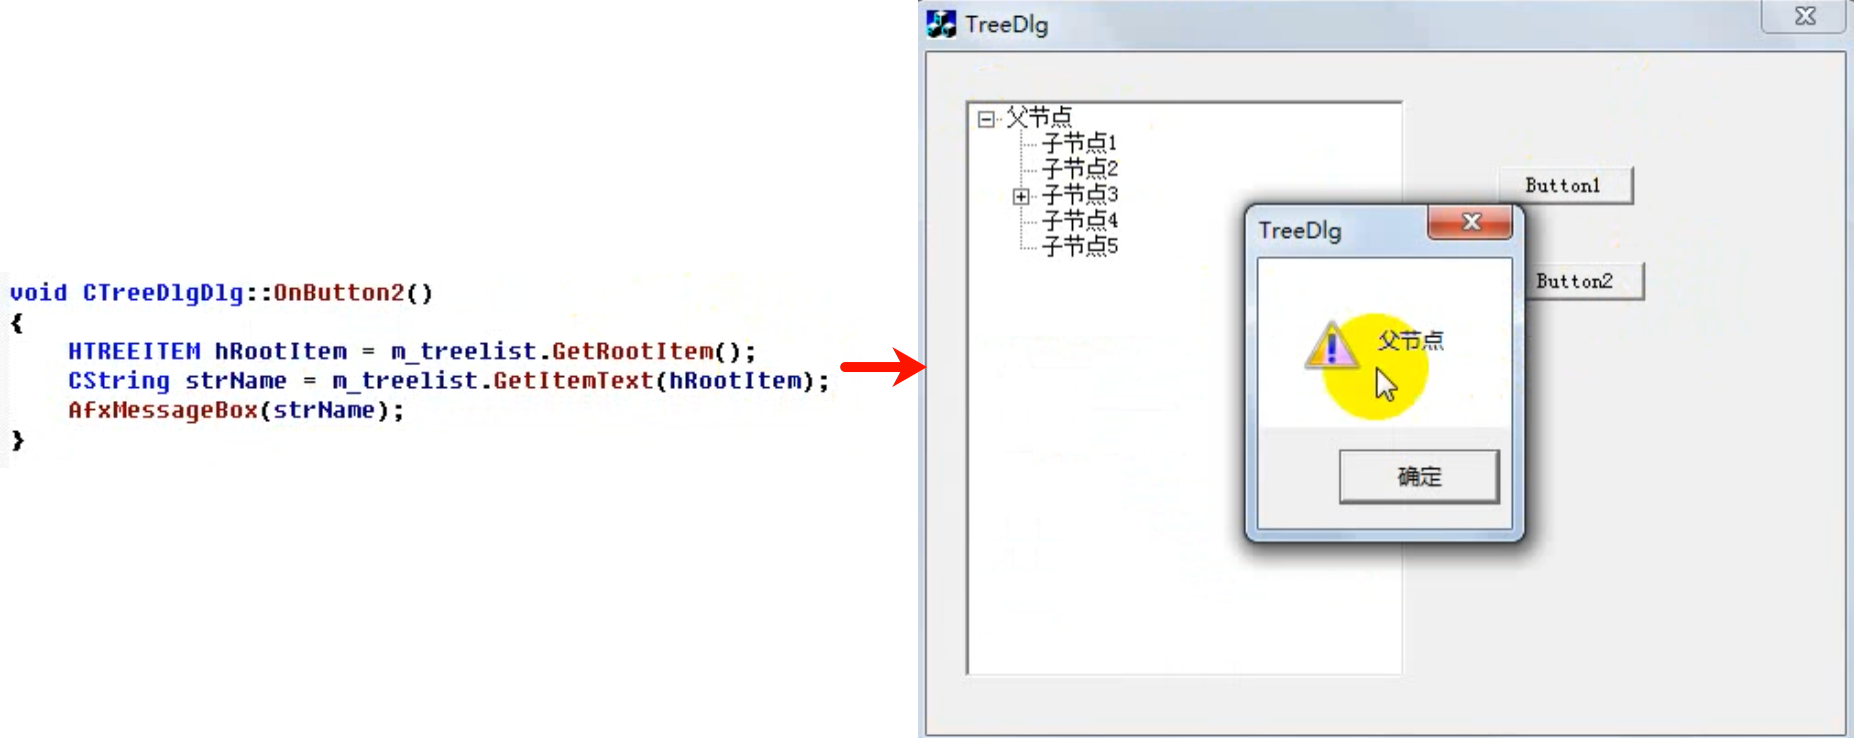 void CTreeDlgDlg::OnButton2()
{
HTREEITEM hRootItem = m_treelist.GetRootItem();
CString strName = m_treelist.GetItemText(hRootItem);
AfxMessageBox(strName);
}
TreeDlg
父节点
子节点1
子节点2
子节点3
子节点4
子节点5
Button1
Button2
TreeDlg
父节点
确定